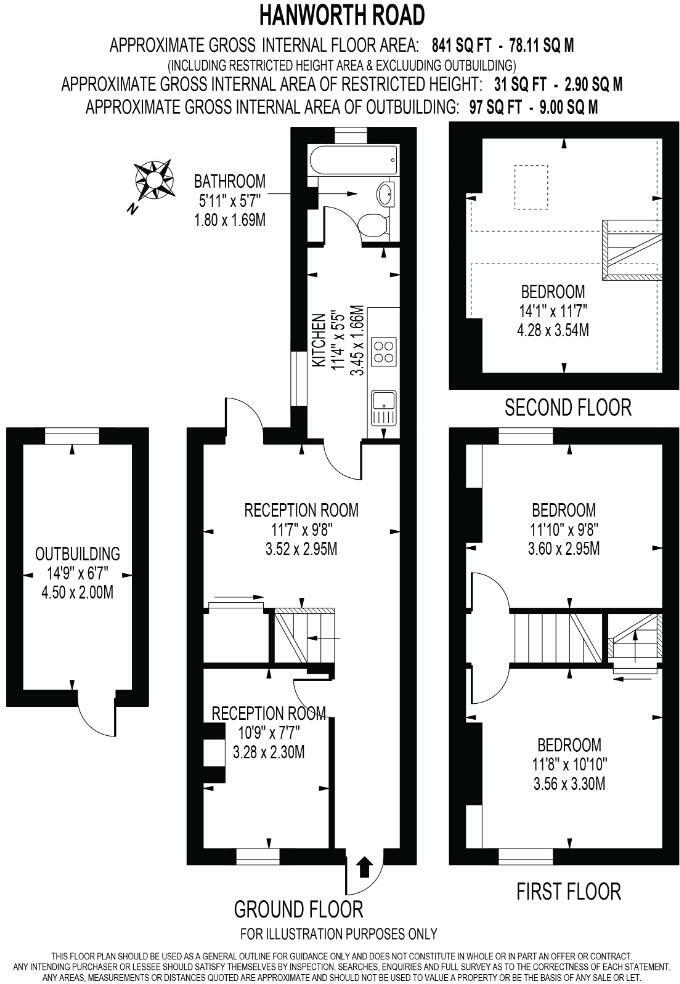 HANWORTH ROAD
APPROXIMATE GROSS INTERNAL FLOOR AREA: 841 SQ FT - 78.11 SQ M
(INCLUDING RESTRICTED HEIGHT AREA & EXCLUUDING OUTBUILDING)
APPROXIMATE GROSS INTERNAL AREA OF RESTRICTED HEIGHT: 31 SQ FT - 2.90 SQ M
APPROXIMATE GROSS INTERNAL AREA OF OUTBUILDING: 97 SQ FT - 9.00 SQ M
N
BATHROOM
5'11" x 5'7"
1.80 x 1.69M
KITCHEN
11'4" x 5'5"
3.45 x 1.66M
BEDROOM
14'1" x 11'7"
4.28 x 3.54M
SECOND FLOOR
OUTBUILDING
14'9" x 6'7"
4.50 x 2.00M
RECEPTION ROOM
11'7" x 9'8"
3.52 x 2.95M
BEDROOM
11'10" x 9'8"
3.60 x 2.95M
RECEPTION ROOM
10'9" x 7'7"
3.28 x 2.30M
BEDROOM
11'8" x 10'10"
3.56 x 3.30M
GROUND FLOOR
FIRST FLOOR
FOR ILLUSTRATION PURPOSES ONLY
THIS FLOOR PLAN SHOULD BE USED AS A GENERAL OUTLINE FOR GUIDANCE ONLY AND DOES NOT CONSTITUTE IN WHOLE OR IN PART AN OFFER OR CONTRACT.
ANY INTENDING PURCHASER OR LESSEE SHOULD SATISFY THEMSELVES BY INSPECTION, SEARCHES, ENQUIRIES AND FULL SURVEY AS TO THE CORRECTNESS OF EACH STATEMENT.
ANY AREAS, MEASUREMENTS OR DISTANCES QUOTED ARE APPROXIMATE AND SHOULD NOT BE USED TO VALUE A PROPERTY OR BE THE BASIS OF ANY SALE OR LET.